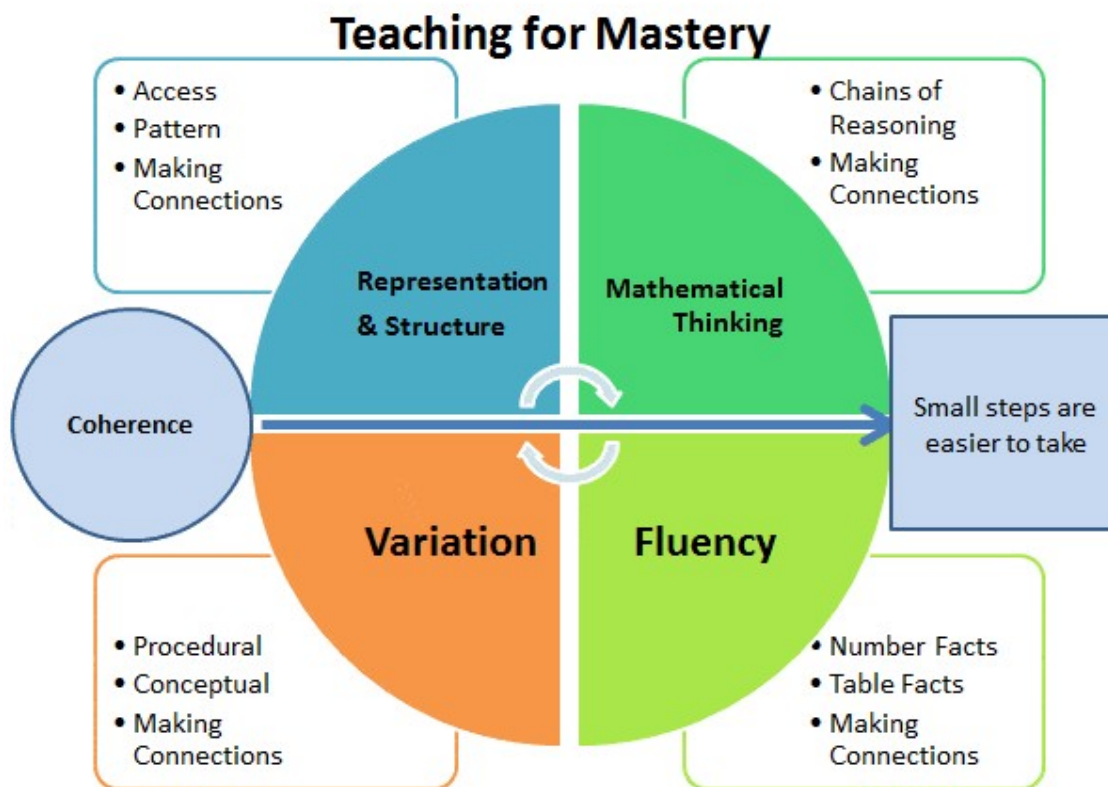 Teaching for Mastery
• Access
• Pattern
• Making
Connections
• Chains of
Reasoning
• Making
Connections
Representation
& Structure
Mathematical
Thinking
Coherence
Small steps are
easier to take
Variation
Fluency
• Procedural
• Conceptual
• Making
Connections
• Number Facts
• Table Facts
• Making
Connections